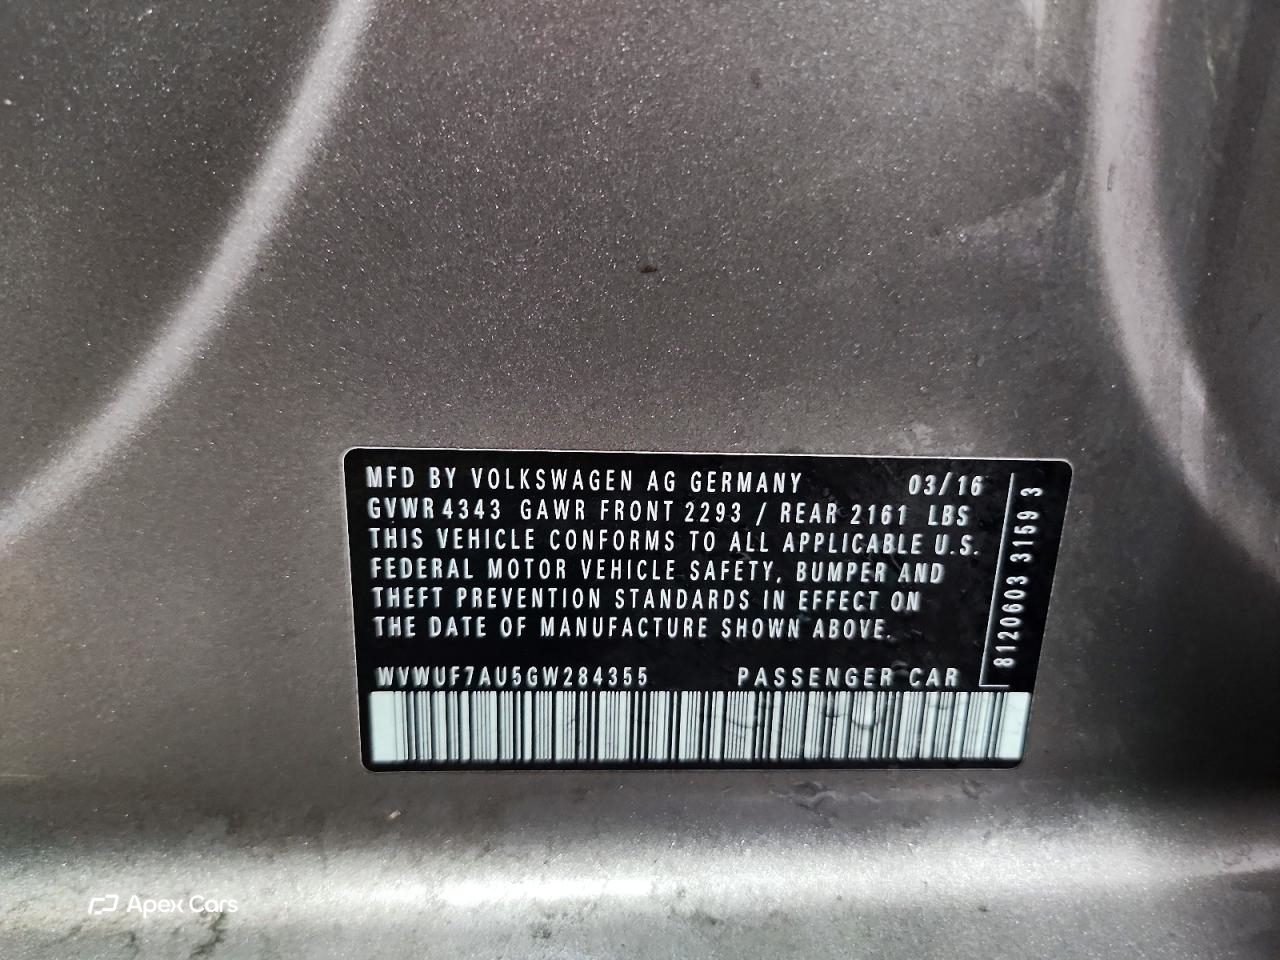 MFD BY VOLKSWAGEN AG GERMANY 03/16
GVWR 4343 GAWR FRONT 2293 / REAR 2161 LBS
THIS VEHICLE CONFORMS TO ALL APPLICABLE U.S.
FEDERAL MOTOR VEHICLE SAFETY, BUMPER AND
THEFT PREVENTION STANDARDS IN EFFECT ON
THE DATE OF MANUFACTURE SHOWN ABOVE.
WVWUF7AU5GW284355 PASSENGER CAR
8120603 3159 3
Apex Cars